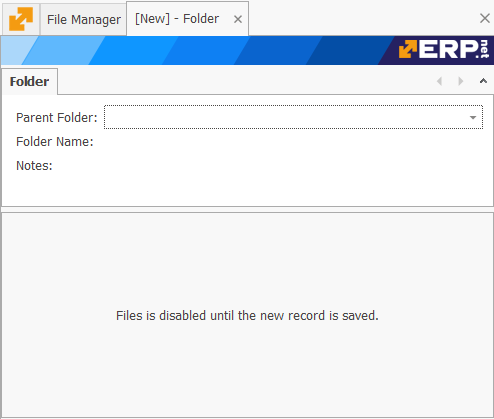 File Manager
[New] - Folder
ERP.net
Folder
Parent Folder:
Folder Name:
Notes:
Files is disabled until the new record is saved.